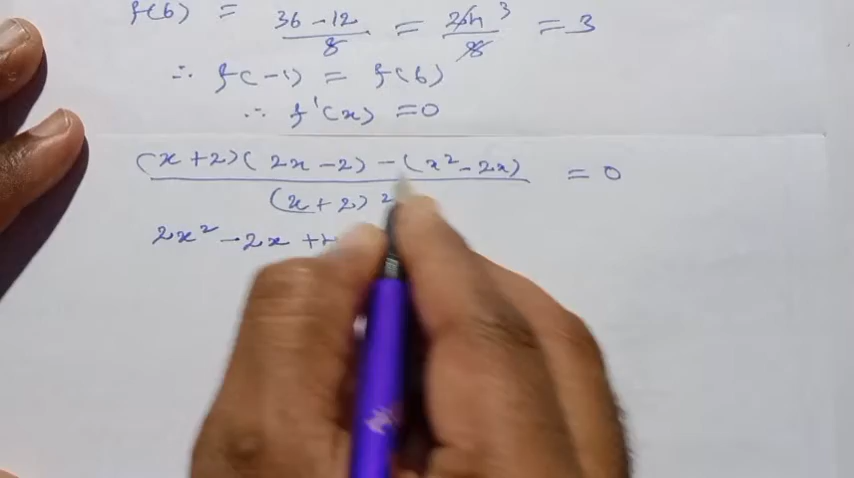 f(6) = 36 - 12 / 8 = 24 3 / 8 = 3
∴ f(-1) = f(6)
∴ f'(x) = 0
(x + 2)(2x - 2) - (x² - 2x) / (x + 2)² = 0
2x² - 2x +